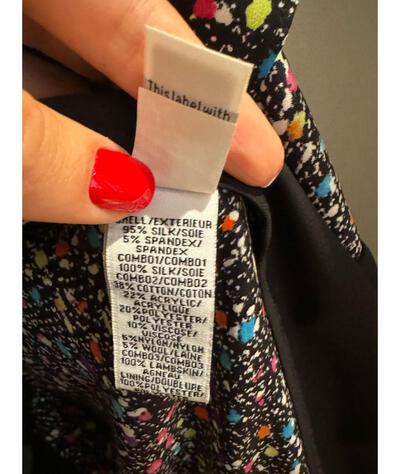 This label with
SHELL/EXTERIEUR
95% SILK/SOIE
5% SPANDEX/
SPANDEX
COMBO1/COMBO1
100% SILK/SOIE
COMBO2/COMBO2
38% COTTON/COTON
22% ACRYLIC/
ACRYLIQUE
20%POLYESTER/
POLYESTER
10% VISCOSE/
VISCOSE
5%NYLON/NYLON
5% WOOL/LAINE
COMBO3/COMBO3
100% LAMBSKIN/
AGNEAU
LINING/DOUBLURE
100%POLYESTER/
POLYESTER